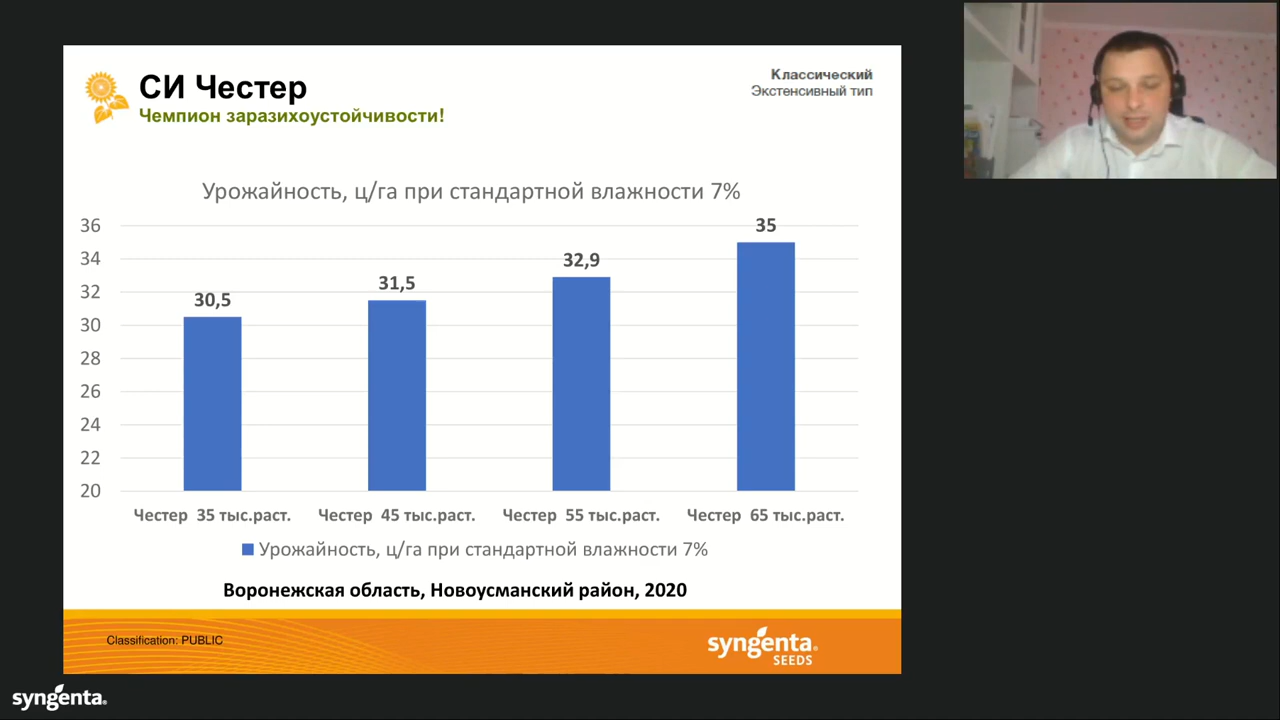 СИ Честер
Чемпион заразихоустойчивости!
Классический
Экстенсивный тип
Урожайность, ц/га при стандартной влажности 7%
36
34
32
30
28
26
24
22
20
30,5
31,5
32,9
35
Честер 35 тыс.раст.
Честер 45 тыс.раст.
Честер 55 тыс.раст.
Честер 65 тыс.раст.
Урожайность, ц/га при стандартной влажности 7%
Воронежская область, Новоусманский район, 2020
Classification: PUBLIC
syngenta.
SEEDS
syngenta.